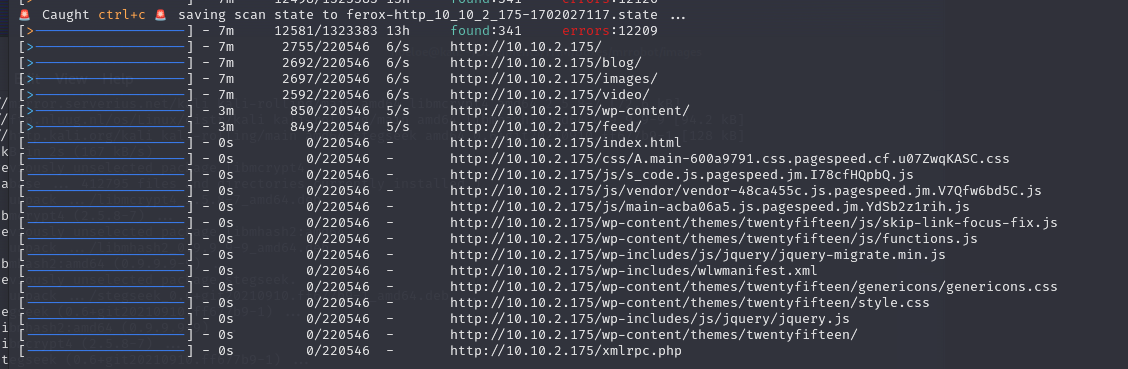 12498/1323383 13h found:341 errors:12126
🚨 Caught ctrl+c 🚨 saving scan state to ferox-http_10_10_2_175-1702027117.state ...
[>-------------------] - 7m 12581/1323383 13h found:341 errors:12209
[>-------------------] - 7m 2755/220546 6/s http://10.10.2.175/
[>-------------------] - 7m 2692/220546 6/s http://10.10.2.175/blog/
[>-------------------] - 7m 2697/220546 6/s http://10.10.2.175/images/
[>-------------------] - 7m 2592/220546 6/s http://10.10.2.175/video/
[>-------------------] - 3m 850/220546 5/s http://10.10.2.175/wp-content/
[>-------------------] - 3m 849/220546 5/s http://10.10.2.175/feed/
[--------------------] - 0s 0/220546 - http://10.10.2.175/index.html
[--------------------] - 0s 0/220546 - http://10.10.2.175/css/A.main-600a9791.css.pagespeed.cf.u07ZwqKASC.css
[--------------------] - 0s 0/220546 - http://10.10.2.175/js/s_code.js.pagespeed.jm.I78cfHQpbQ.js
[--------------------] - 0s 0/220546 - http://10.10.2.175/js/vendor/vendor-48ca455c.js.pagespeed.jm.V7Qfw6bd5C.js
[--------------------] - 0s 0/220546 - http://10.10.2.175/js/main-acba06a5.js.pagespeed.jm.YdSb2z1rih.js
[--------------------] - 0s 0/220546 - http://10.10.2.175/wp-content/themes/twentyfifteen/js/skip-link-focus-fix.js
[--------------------] - 0s 0/220546 - http://10.10.2.175/wp-content/themes/twentyfifteen/js/functions.js
[--------------------] - 0s 0/220546 - http://10.10.2.175/wp-includes/js/jquery/jquery-migrate.min.js
[--------------------] - 0s 0/220546 - http://10.10.2.175/wp-includes/wlwmanifest.xml
[--------------------] - 0s 0/220546 - http://10.10.2.175/wp-content/themes/twentyfifteen/genericons/genericons.css
[--------------------] - 0s 0/220546 - http://10.10.2.175/wp-content/themes/twentyfifteen/style.css
[--------------------] - 0s 0/220546 - http://10.10.2.175/wp-includes/js/jquery/jquery.js
[--------------------] - 0s 0/220546 - http://10.10.2.175/wp-content/themes/twentyfifteen/
[--------------------] - 0s 0/220546 - http://10.10.2.175/xmlrpc.php